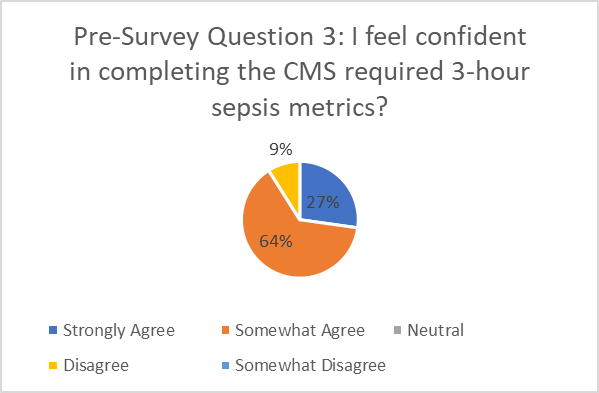 Pre-Survey Question 3: I feel confident
in completing the CMS required 3-hour
sepsis metrics?
9%
27%
64%
Strongly Agree
Somewhat Agree
Neutral
Disagree
Somewhat Disagree